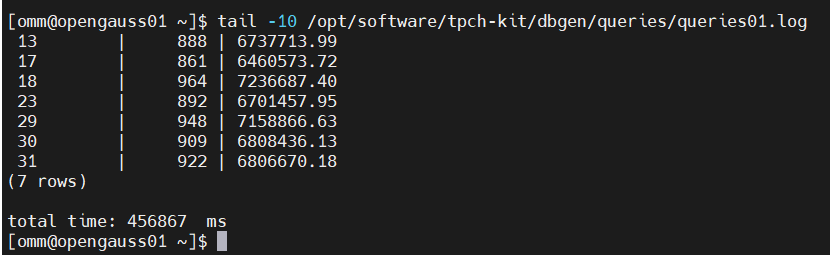 [omm@opengauss01 ~]$ tail -10 /opt/software/tpch-kit/dbgen/queries/queries01.log
 13         |     888 | 6737713.99
 17         |     861 | 6460573.72
 18         |     964 | 7236687.40
 23         |     892 | 6701457.95
 29         |     948 | 7158866.63
 30         |     909 | 6808436.13
 31         |     922 | 6806670.18
(7 rows)

total time: 456867  ms
[omm@opengauss01 ~]$